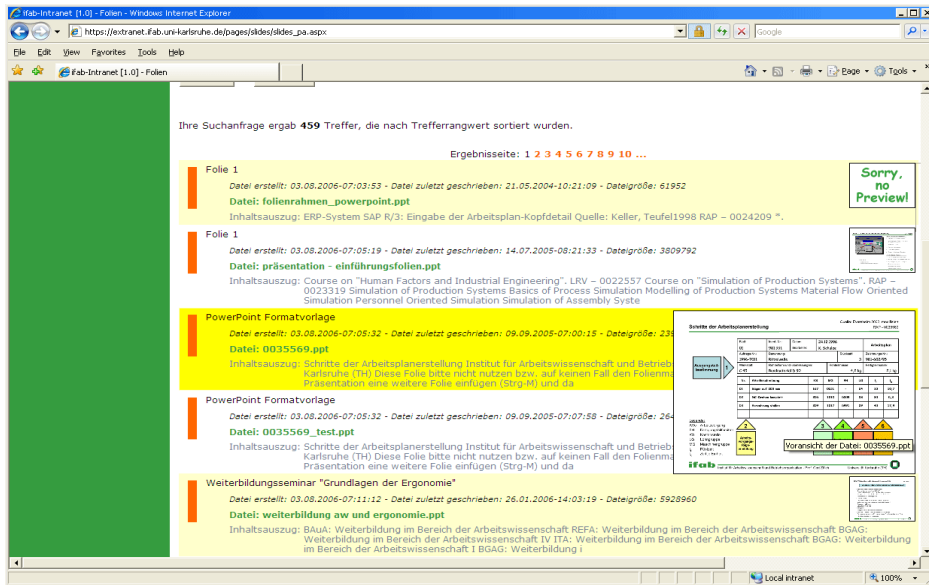 ifab-Intranet [1.0] - Folien - Windows Internet Explorer
https://extranet.ifab.uni-karlsruhe.de/pages/slides/slides_pa.aspx
Google
File Edit View Favorites Tools Help
ifab-Intranet [1.0] - Folien
Page Tools
Ihre Suchanfrage ergab 459 Treffer, die nach Trefferrangwert sortiert wurden.
Ergebnisseite: 1 2 3 4 5 6 7 8 9 10 ...
Folie 1
Datei erstellt: 03.08.2006-07:03:53 - Datei zuletzt geschrieben: 21.05.2004-10:21:09 - Dateigröße: 61952
Datei: folienrahmen_powerpoint.ppt
Inhaltsauszug: ERP-System SAP R/3: Eingabe der Arbeitsplan-Kopfdetail Quelle: Keller, Teufel1998 RAP – 0024209 *.
Sorry,
no
Preview!
Folie 1
Datei erstellt: 03.08.2006-07:05:19 - Datei zuletzt geschrieben: 14.07.2005-08:21:33 - Dateigröße: 3809792
Datei: präsentation - einführungsfolien.ppt
Inhaltsauszug: Course on "Human Factors and Industrial Engineering". LRV – 0022557 Course on "Simulation of Production Systems". RAP –
0023319 Simulation of Production Systems Basics of Process Simulation Modelling of Production Systems Material Flow Oriented
Simulation Personnel Oriented Simulation Simulation of Assembly Syste
PowerPoint Formatvorlage
Datei erstellt: 03.08.2006-07:05:32 - Datei zuletzt geschrieben: 09.09.2005-07:00:15 - Dateigröße: 239
Datei: 0035569.ppt
Inhaltsauszug: Schritte der Arbeitsplanerstellung Institut für Arbeitswissenschaft und Betriebs
Karlsruhe (TH) Diese Folie bitte nicht nutzen bzw. auf keinen Fall den Folienma
Präsentation eine weitere Folie einfügen (Strg-M) und da
Schritte der Arbeitsplanerstellung
Arbeitsplan
Voransicht der Datei: 0035569.ppt
ifab
PowerPoint Formatvorlage
Datei erstellt: 03.08.2006-07:05:32 - Datei zuletzt geschrieben: 09.09.2005-07:07:58 - Dateigröße: 264
Datei: 0035569_test.ppt
Inhaltsauszug: Schritte der Arbeitsplanerstellung Institut für Arbeitswissenschaft und Betriebs
Karlsruhe (TH) Diese Folie bitte nicht nutzen bzw. auf keinen Fall den Folienma
Präsentation eine weitere Folie einfügen (Strg-M) und da
Weiterbildungsseminar "Grundlagen der Ergonomie"
Datei erstellt: 03.08.2006-07:11:12 - Datei zuletzt geschrieben: 26.01.2006-14:03:19 - Dateigröße: 5928960
Datei: weiterbildung aw und ergonomie.ppt
Inhaltsauszug: BAuA: Weiterbildung im Bereich der Arbeitswissenschaft REFA: Weiterbildung im Bereich der Arbeitswissenschaft BGAG:
Weiterbildung im Bereich der Arbeitswissenschaft IV ITA: Weiterbildung im Bereich der Arbeitswissenschaft BGAG: Weiterbildung
im Bereich der Arbeitswissenschaft I BGAG: Weiterbildung i
Local intranet
100%